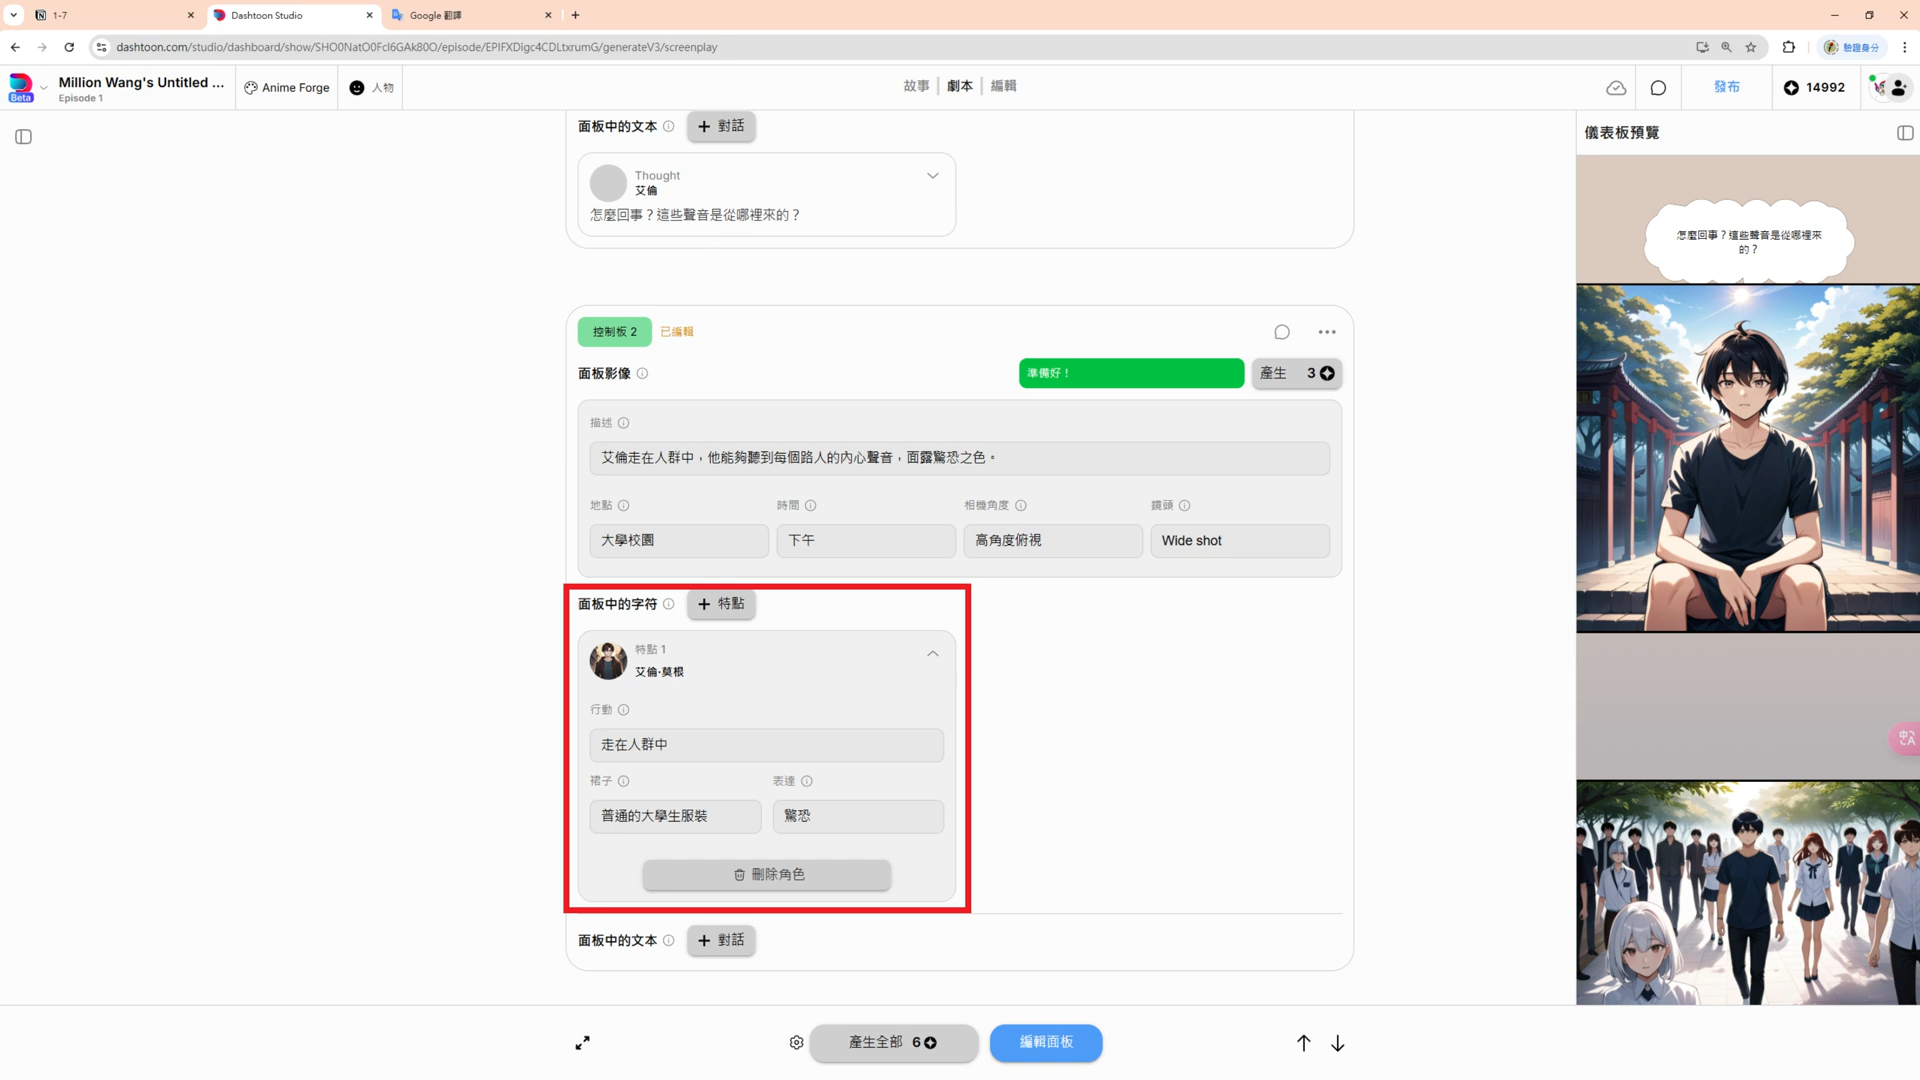 1-7
Dashtoon Studio
Google 翻譯
dashtoon.com/studio/dashboard/show/SHO0NatO0Fcl6GAk80O/episode/EPIFXDigc4CDLtxrumG/generateV3/screenplay
驗證身分
Beta
Million Wang's Untitled ...
Episode 1
Anime Forge
人物
故事
劇本
編輯
發布
14992
面板中的文本
+ 對話
Thought
艾倫
怎麼回事？這些聲音是從哪裡來的？
控制板 2
已編輯
面板影像
準備好！
產生 3
描述
艾倫走在人群中，他能夠聽到每個路人的內心聲音，面露驚恐之色。
地點
時間
相機角度
鏡頭
大學校園
下午
高角度俯視
Wide shot
面板中的字符
+ 特點
特點 1
艾倫·莫根
行動
走在人群中
裙子
表達
普通的大學生服裝
驚恐
刪除角色
面板中的文本
+ 對話
產生全部 6
編輯面板
儀表板預覽
怎麼回事？這些聲音是從哪裡來
的？
中A